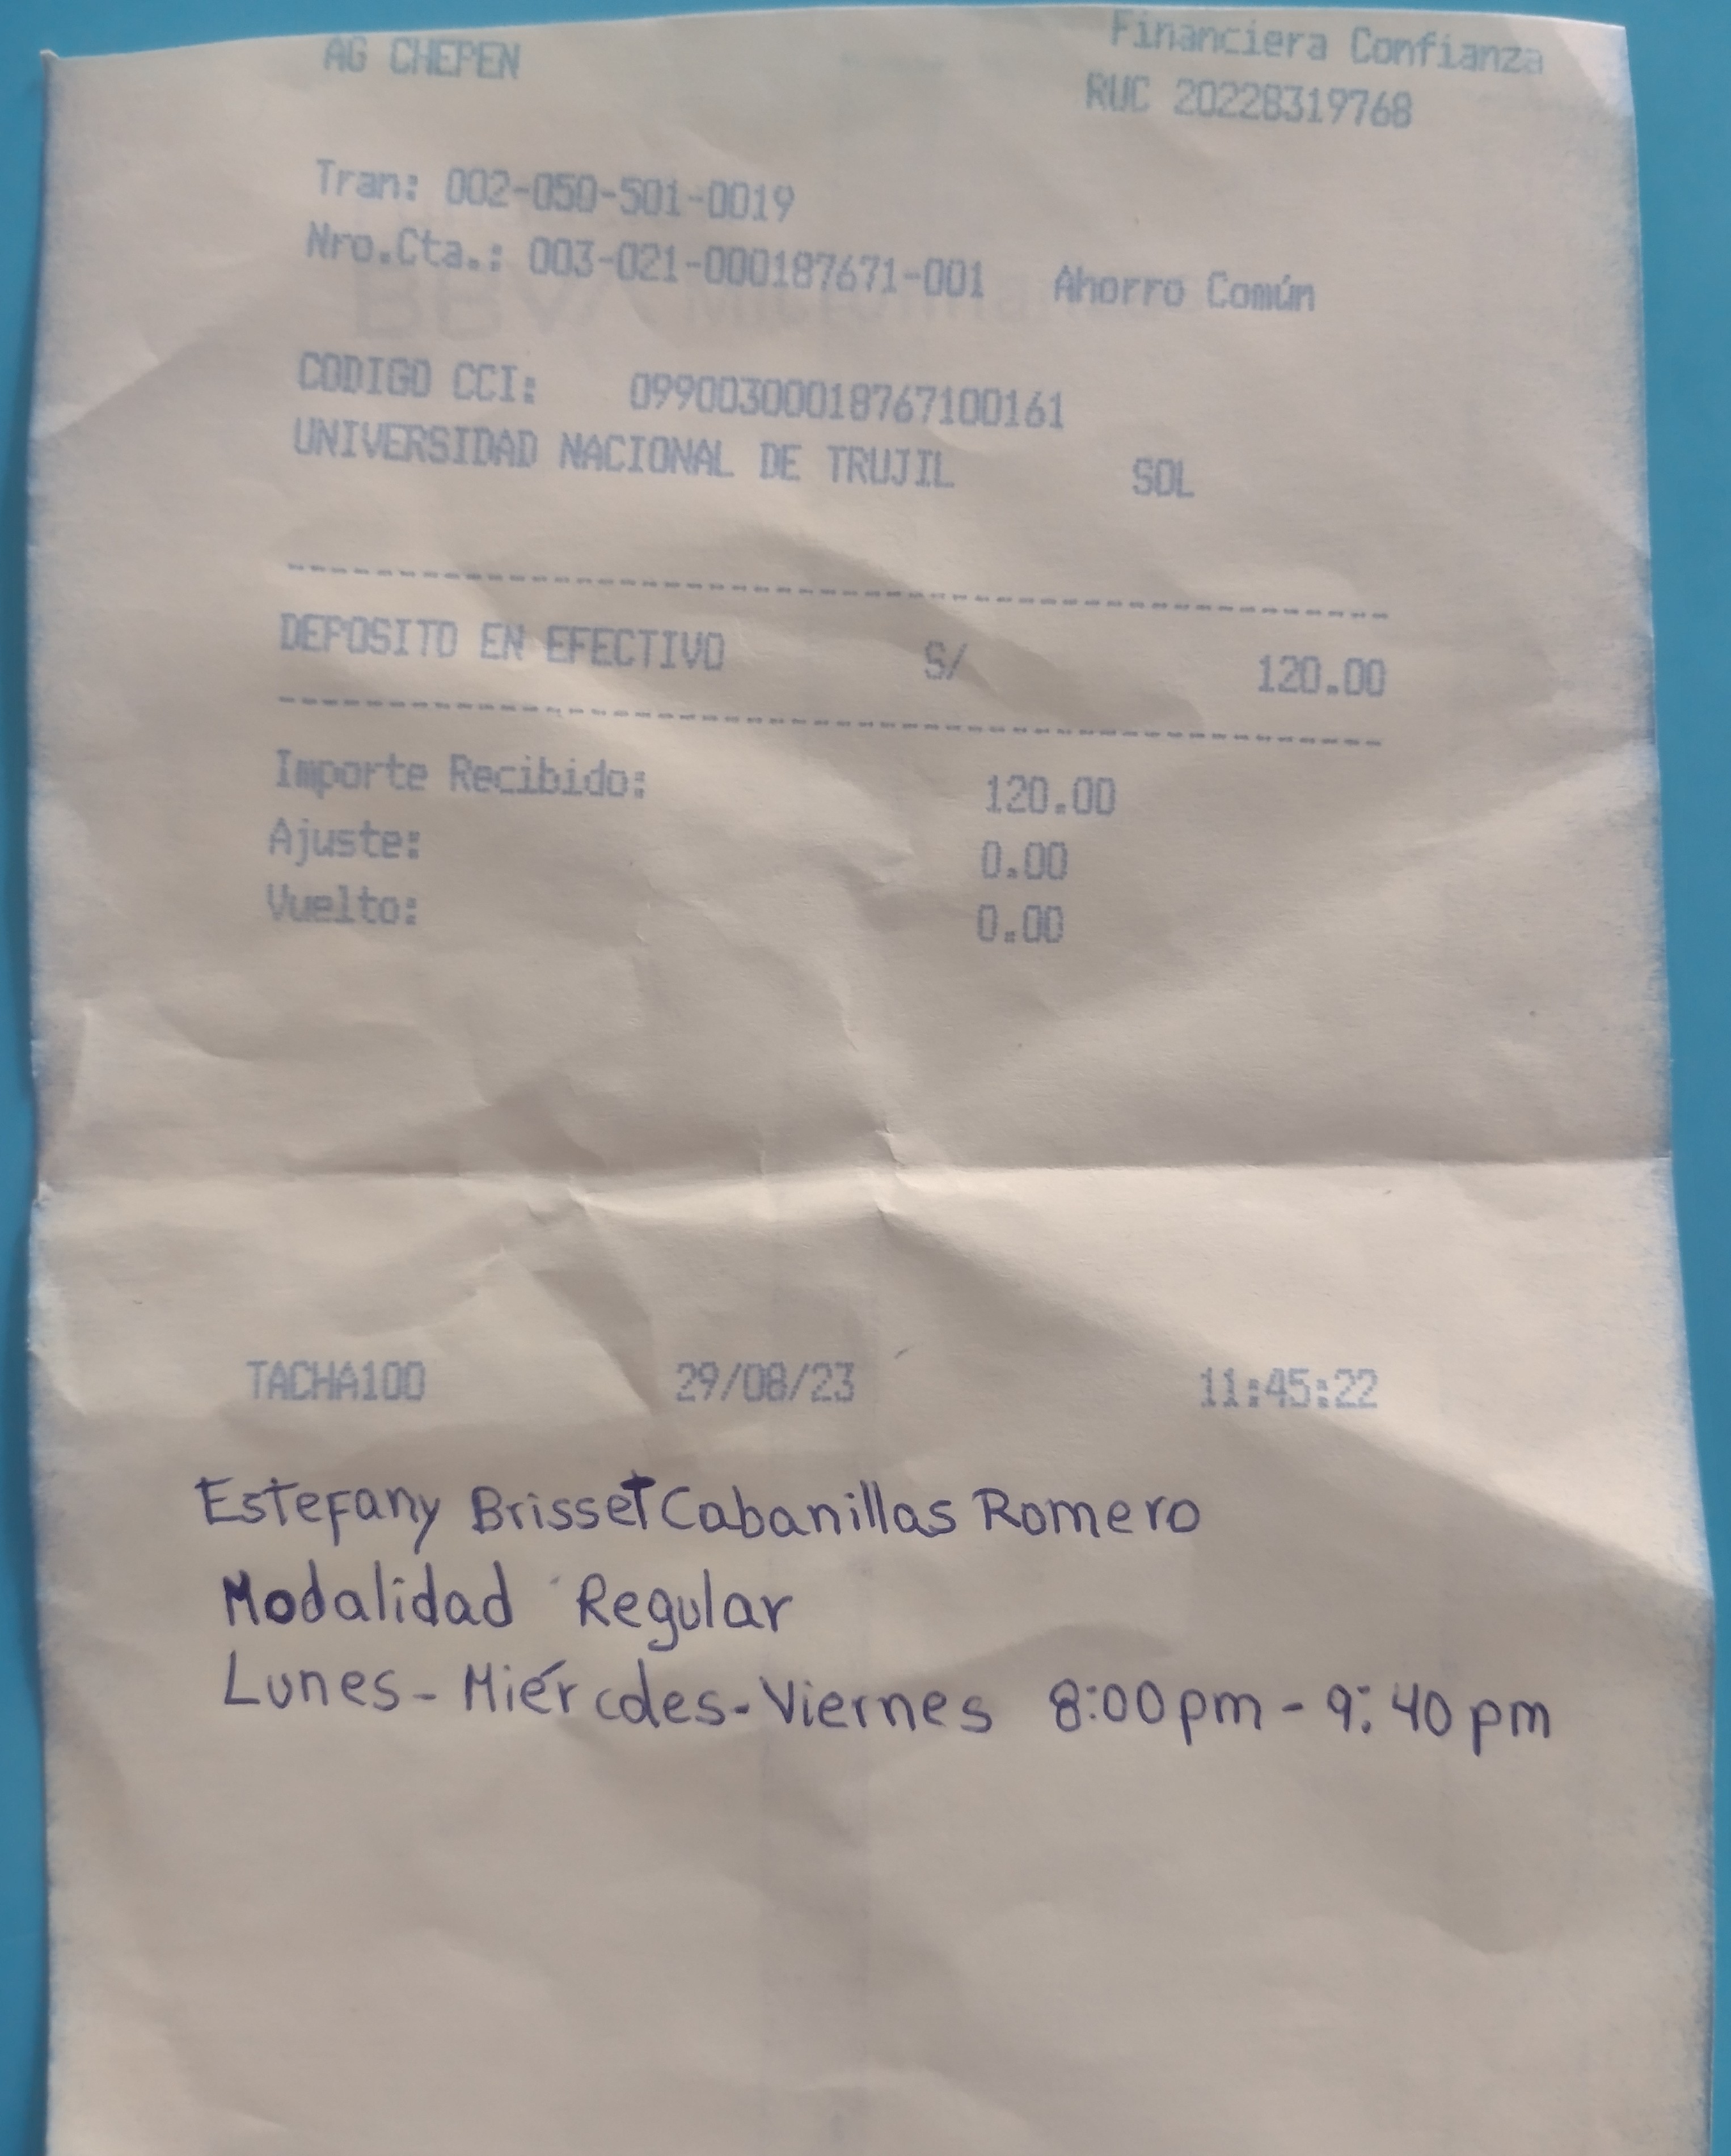 AG CHEPEN Financiera Confianza
RUC 20228319768
Tran: 002-050-501-0019
Nro.Cta.: 003-021-000187671-001 Ahorro Común
CODIGO CCI: 09900300018767100161
UNIVERSIDAD NACIONAL DE TRUJIL SOL
DEPOSITO EN EFECTIVO S/ 120.00
Importe Recibido: 120.00
Ajuste: 0.00
Vuelto: 0.00
TACHA100 29/08/23 11:45:22
Estefany Brisset Cabanillas Romero
Modalidad Regular
Lunes - Miércoles - Viernes 8:00pm - 9:40pm